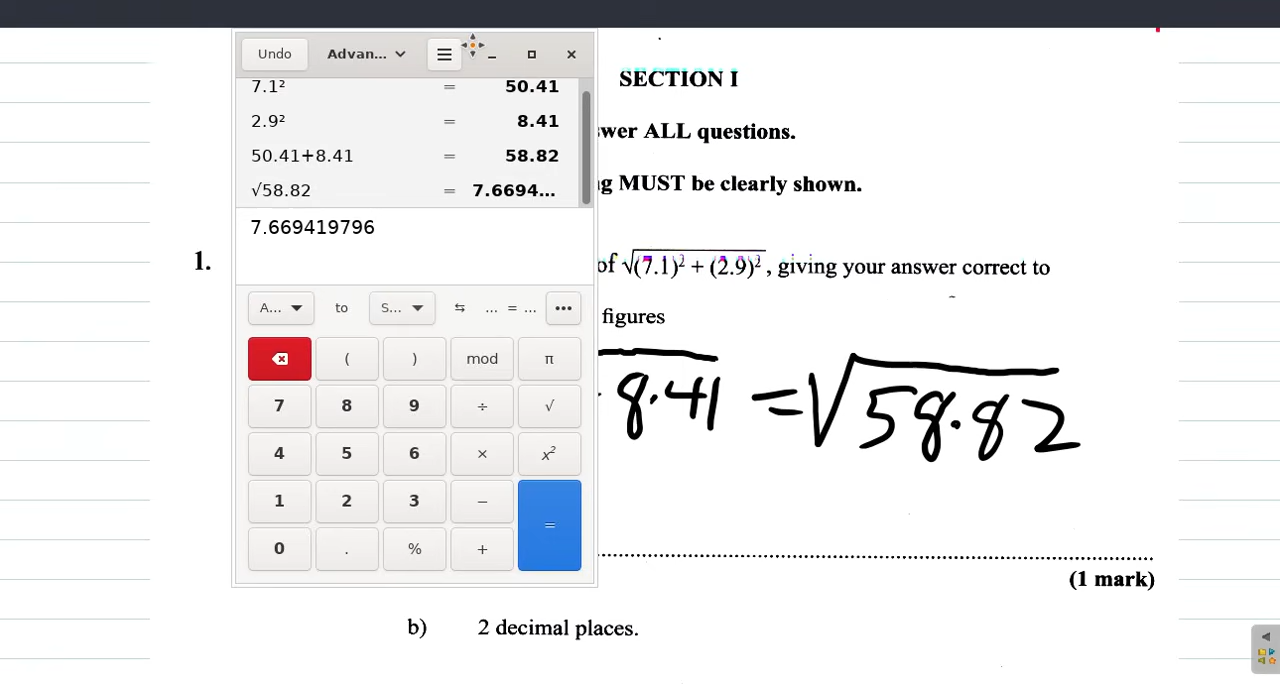 Undo Advan...
7.1² = 50.41
2.9² = 8.41
50.41+8.41 = 58.82
√58.82 = 7.6694...
7.669419796
A... to S... ⇆ ... = ... •••
( ) mod π
7 8 9 ÷ √
4 5 6 × x²
1 2 3 − =
0 . % +
SECTION I
swer ALL questions.
ng MUST be clearly shown.
1. of √(7.1)² + (2.9)², giving your answer correct to
figures
8.41 = √58.82
(1 mark)
b) 2 decimal places.